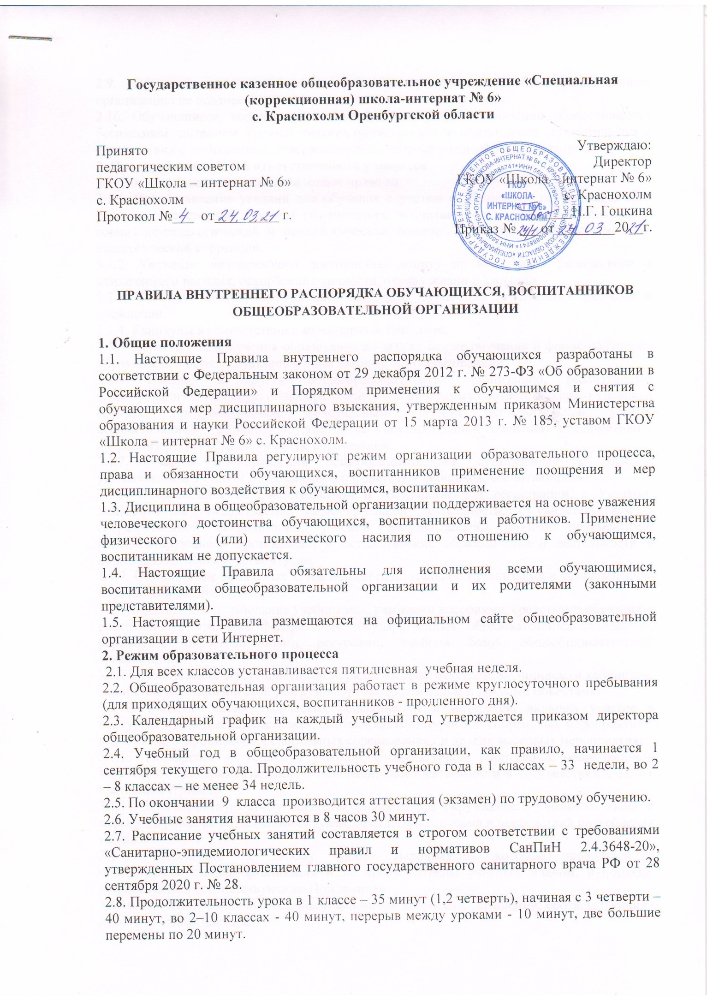 Государственное казенное общеобразовательное учреждение «Специальная
(коррекционная) школа-интернат № 6»
с. Краснохолм Оренбургской области
Принято
педагогическим советом
ГКОУ «Школа – интернат № 6»
с. Краснохолм
Протокол № 4 от 24.03.21 г.
Утверждаю:
Директор
ГКОУ «Школа – интернат № 6»
с. Краснохолм
Н.Г. Гоцкина
Приказ № от 24.03 2021 г.
ГКОУ
«ШКОЛА-
ИНТЕРНАТ № 6»
С. КРАСНОХОЛМ
ПРАВИЛА ВНУТРЕННЕГО РАСПОРЯДКА ОБУЧАЮЩИХСЯ, ВОСПИТАННИКОВ
ОБЩЕОБРАЗОВАТЕЛЬНОЙ ОРГАНИЗАЦИИ
1. Общие положения
1.1. Настоящие Правила внутреннего распорядка обучающихся разработаны в
соответствии с Федеральным законом от 29 декабря 2012 г. № 273-ФЗ «Об образовании в
Российской Федерации» и Порядком применения к обучающимся и снятия с
обучающихся мер дисциплинарного взыскания, утвержденным приказом Министерства
образования и науки Российской Федерации от 15 марта 2013 г. № 185, уставом ГКОУ
«Школа – интернат № 6» с. Краснохолм.
1.2. Настоящие Правила регулируют режим организации образовательного процесса,
права и обязанности обучающихся, воспитанников применение поощрения и мер
дисциплинарного воздействия к обучающимся, воспитанникам.
1.3. Дисциплина в общеобразовательной организации поддерживается на основе уважения
человеческого достоинства обучающихся, воспитанников и работников. Применение
физического и (или) психического насилия по отношению к обучающимся,
воспитанникам не допускается.
1.4. Настоящие Правила обязательны для исполнения всеми обучающимися,
воспитанниками общеобразовательной организации и их родителями (законными
представителями).
1.5. Настоящие Правила размещаются на официальном сайте общеобразовательной
организации в сети Интернет.
2. Режим образовательного процесса
2.1. Для всех классов устанавливается пятидневная учебная неделя.
2.2. Общеобразовательная организация работает в режиме круглосуточного пребывания
(для приходящих обучающихся, воспитанников - продленного дня).
2.3. Календарный график на каждый учебный год утверждается приказом директора
общеобразовательной организации.
2.4. Учебный год в общеобразовательной организации, как правило, начинается 1
сентября текущего года. Продолжительность учебного года в 1 классах – 33 недели, во 2
– 8 классах – не менее 34 недель.
2.5. По окончании 9 класса производится аттестация (экзамен) по трудовому обучению.
2.6. Учебные занятия начинаются в 8 часов 30 минут.
2.7. Расписание учебных занятий составляется в строгом соответствии с требованиями
«Санитарно-эпидемиологических правил и нормативов СанПиН 2.4.3648-20»,
утвержденных Постановлением главного государственного санитарного врача РФ от 28
сентября 2020 г. № 28.
2.8. Продолжительность урока в 1 классе – 35 минут (1,2 четверть), начиная с 3 четверти –
40 минут, во 2–10 классах - 40 минут, перерыв между уроками - 10 минут, две большие
перемены по 20 минут.